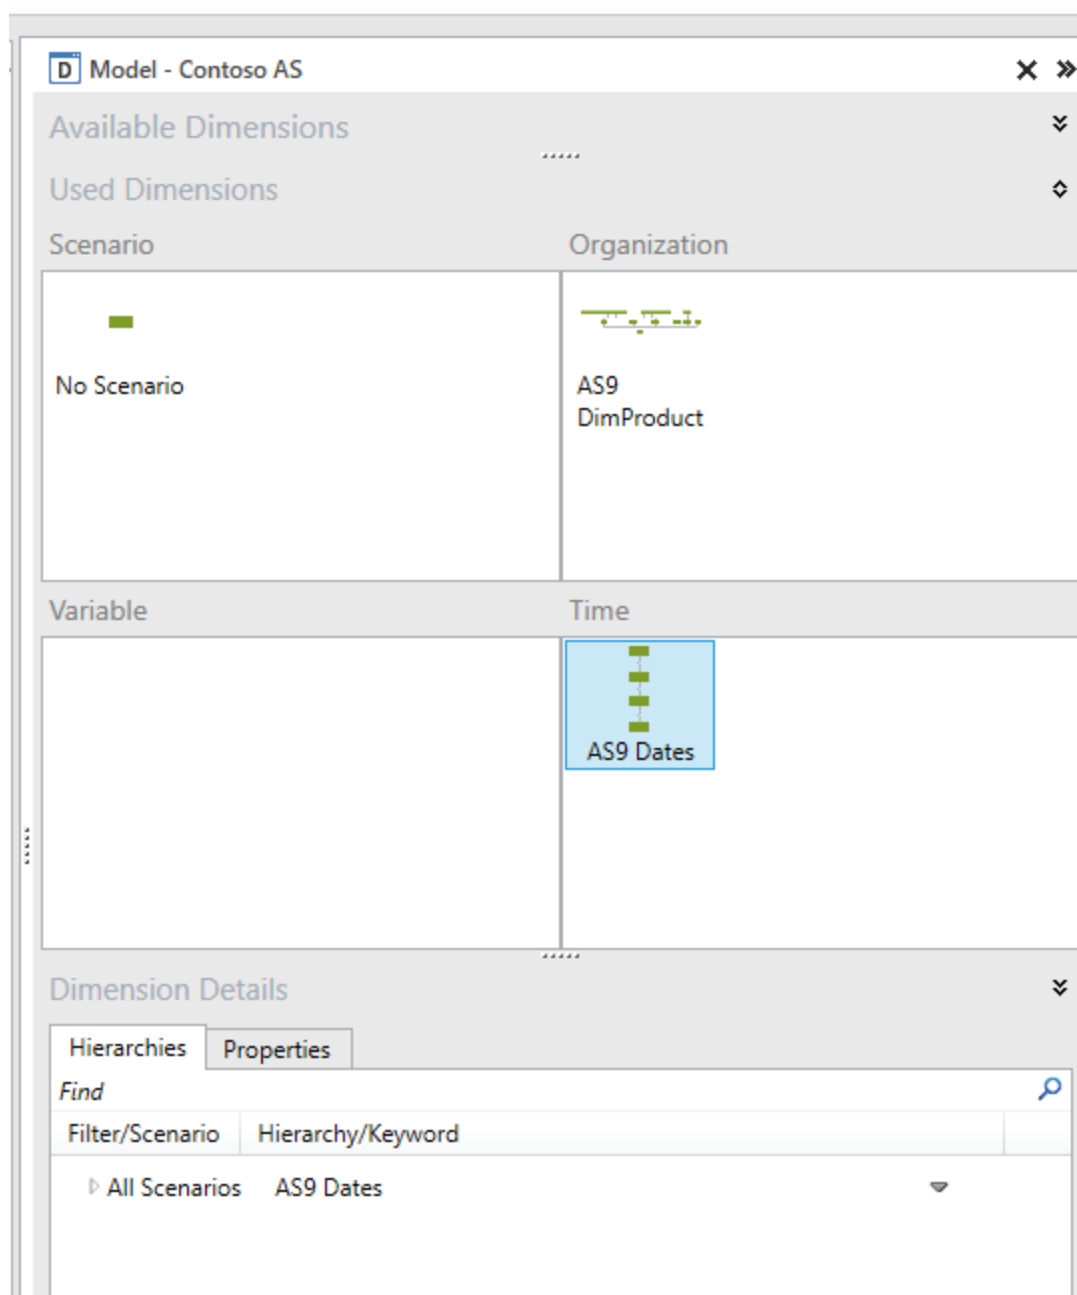 D Model - Contoso AS
Available Dimensions
Used Dimensions
Scenario
Organization
No Scenario
AS9
DimProduct
Variable
Time
AS9 Dates
Dimension Details
Hierarchies
Properties
Find
Filter/Scenario
Hierarchy/Keyword
All Scenarios
AS9 Dates